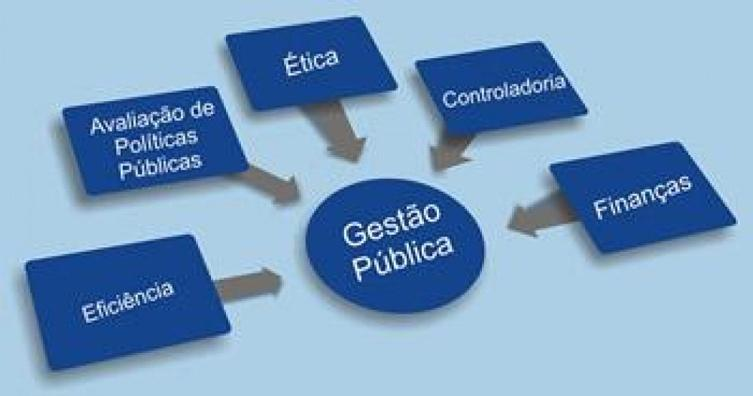 Ética
Controladoria
Avaliação de
Políticas
Públicas
Finanças
Gestão
Pública
Eficiência